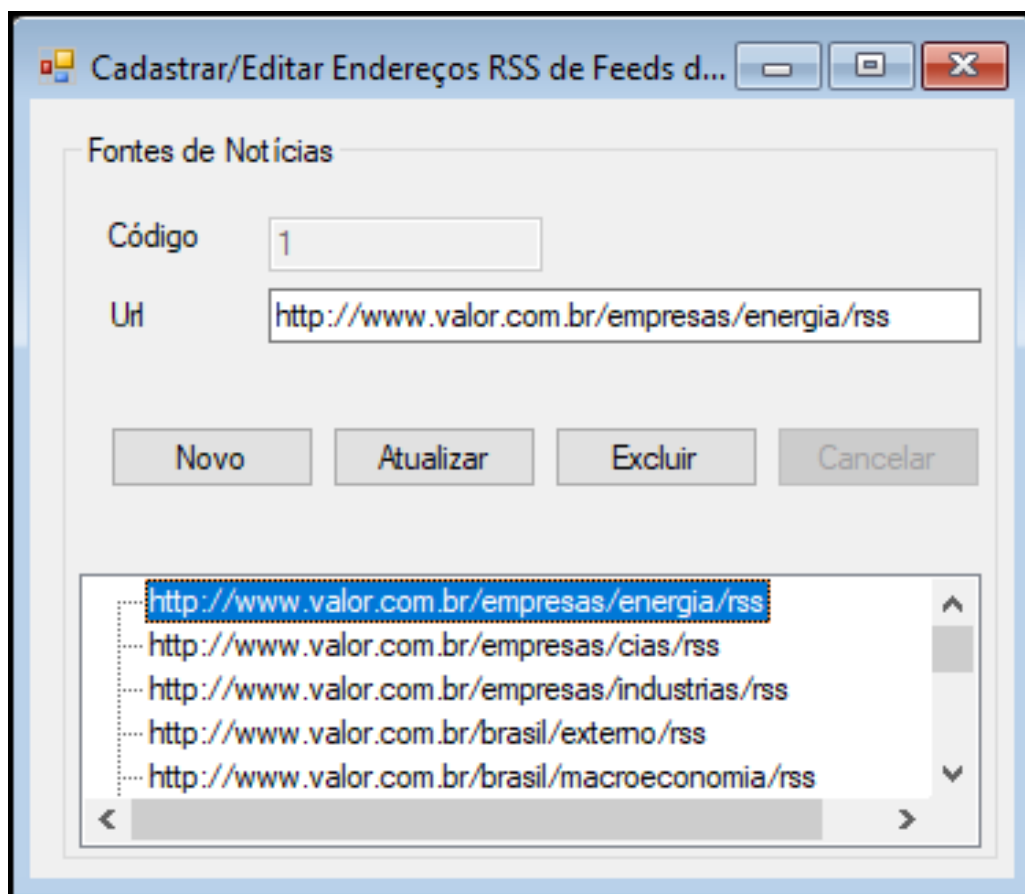 Cadastrar/Editar Endereços RSS de Feeds d...
Fontes de Notícias
Código
1
Url
http://www.valor.com.br/empresas/energia/rss
Novo
Atualizar
Excluir
Cancelar
http://www.valor.com.br/empresas/energia/rss
http://www.valor.com.br/empresas/cias/rss
http://www.valor.com.br/empresas/industrias/rss
http://www.valor.com.br/brasil/externo/rss
http://www.valor.com.br/brasil/macroeconomia/rss